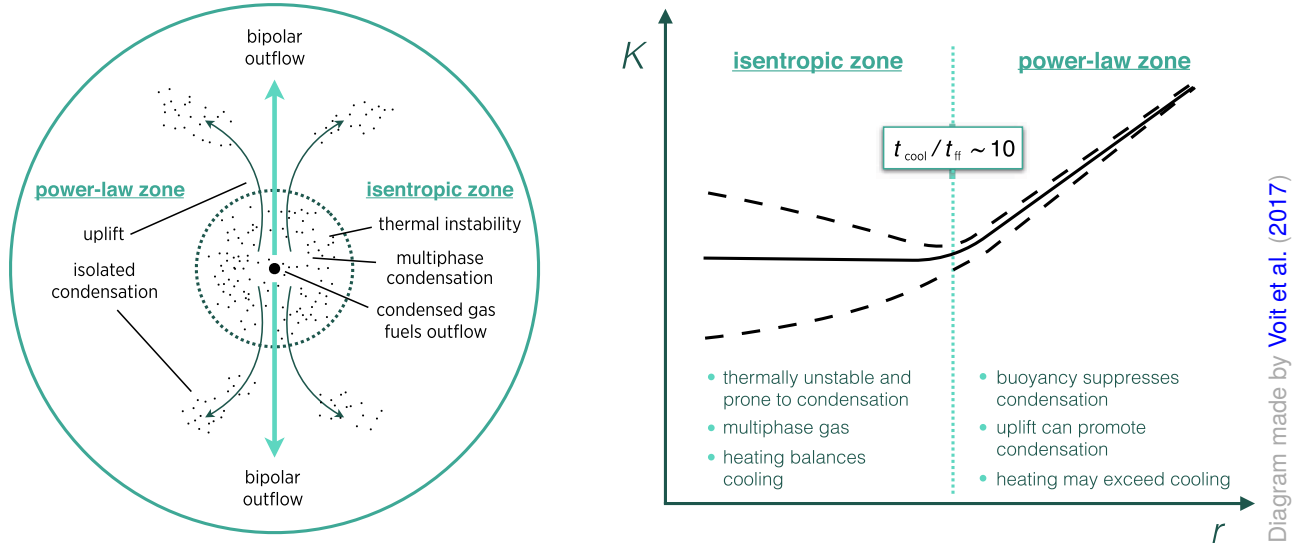 bipolar
outflow
power-law zone
isentropic zone
uplift
thermal instability
isolated
condensation
multiphase
condensation
condensed gas
fuels outflow
bipolar
outflow
K
isentropic zone
power-law zone
t cool / t ff ~ 10
• thermally unstable and
prone to condensation
• multiphase gas
• heating balances
cooling
• buoyancy suppresses
condensation
• uplift can promote
condensation
• heating may exceed cooling
r
Diagram made by Voit et al. (2017)